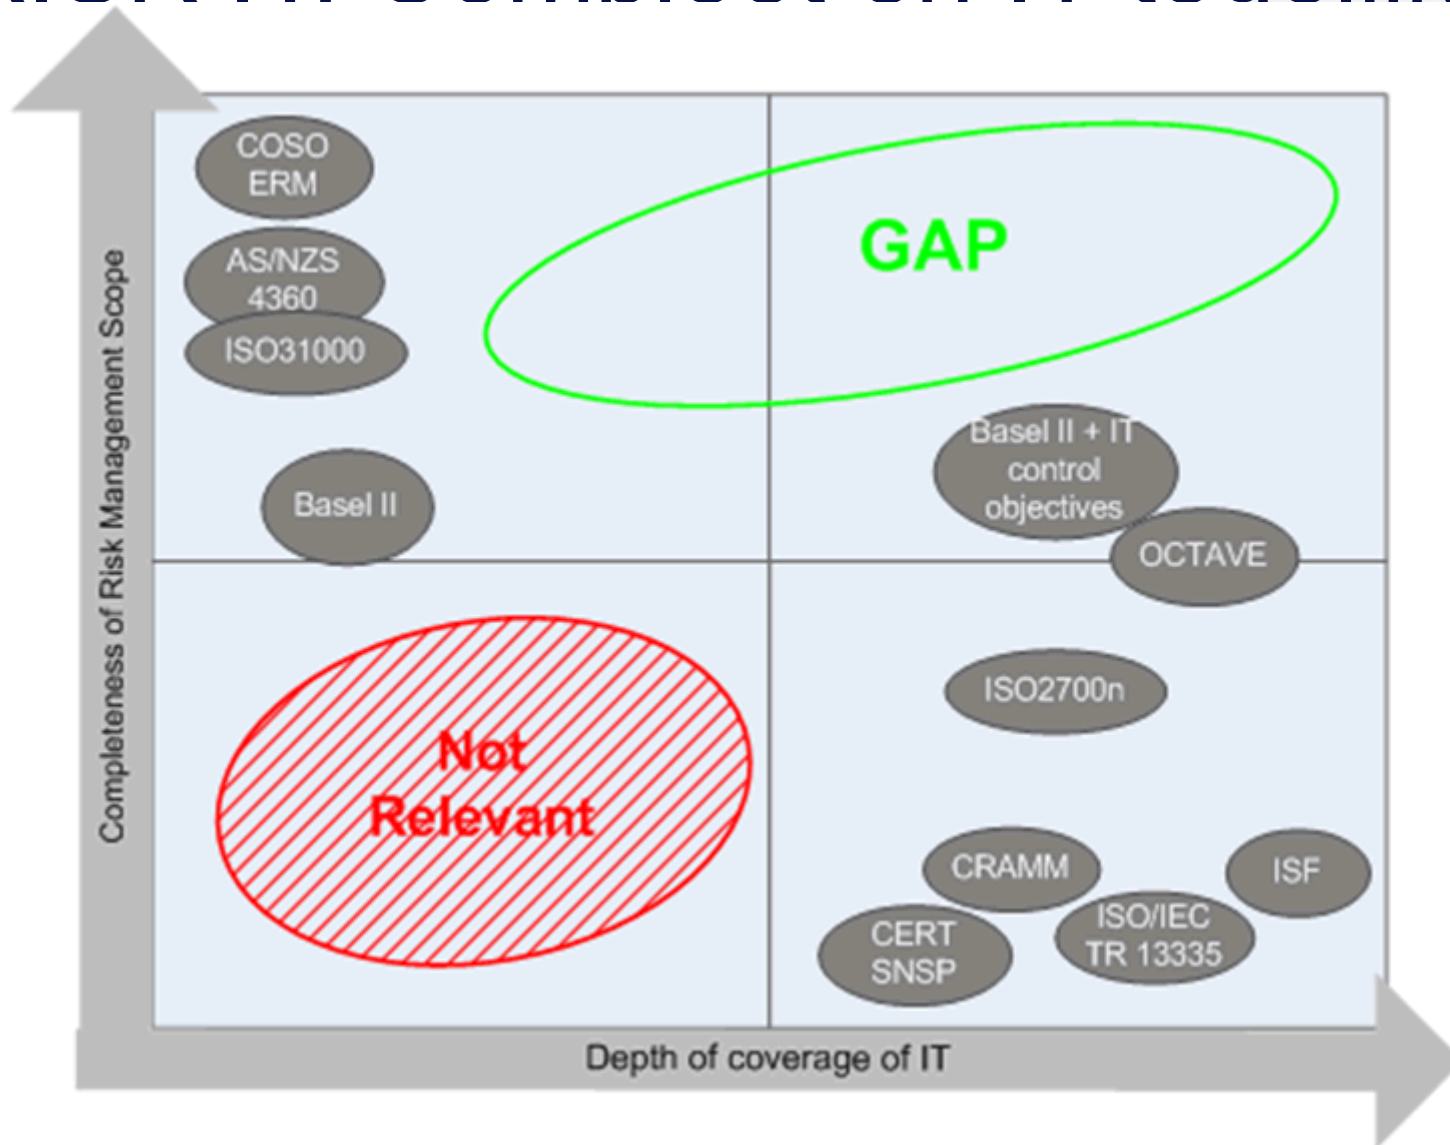 COSO
ERM
AS/NZS
4360
ISO31000
Basel II
GAP
Basel II + IT
control
objectives
OCTAVE
Not
Relevant
ISO2700n
CRAMM
ISF
CERT
SNSP
ISO/IEC
TR 13335
Completeness of Risk Management Scope
Depth of coverage of IT